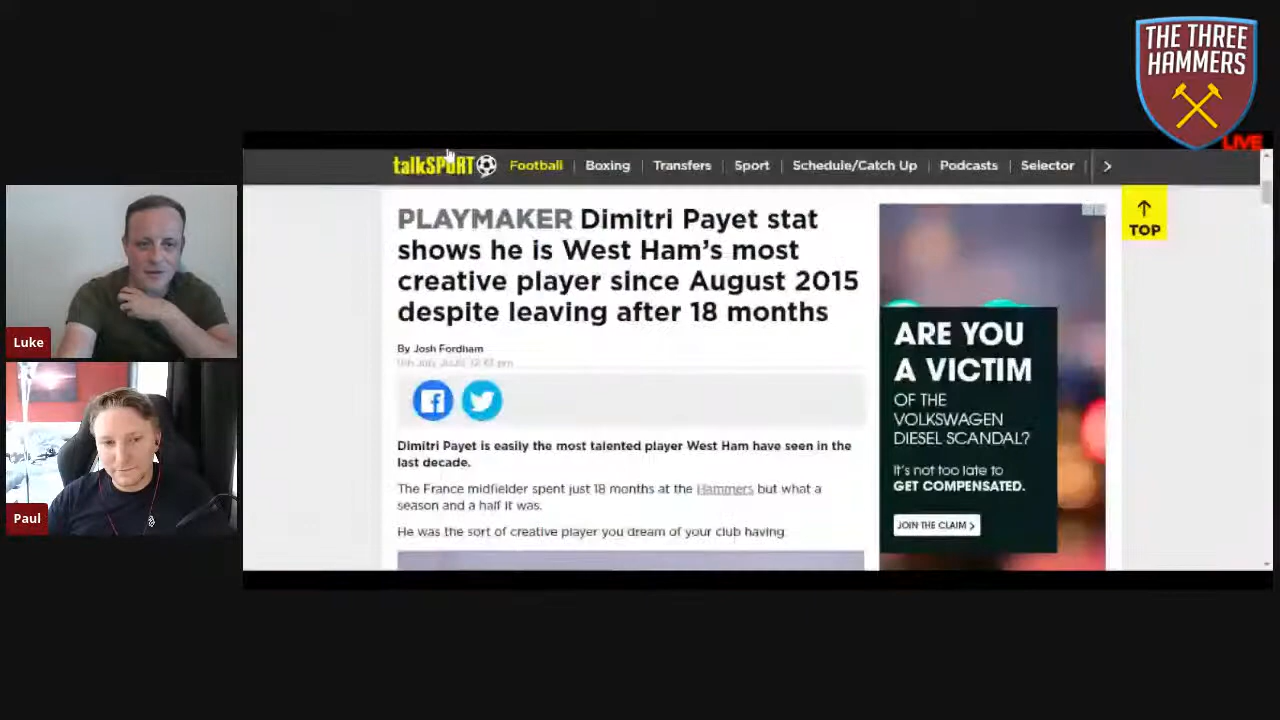 THE THREE
HAMMERS
LIVE
talkSPORT Football Boxing Transfers Sport Schedule/Catch Up Podcasts Selector
PLAYMAKER Dimitri Payet stat
shows he is West Ham's most
creative player since August 2015
despite leaving after 18 months
By Josh Fordham
Dimitri Payet is easily the most talented player West Ham have seen in the
last decade.
The France midfielder spent just 18 months at the Hammers but what a
season and a half it was.
He was the sort of creative player you dream of your club having.
TOP
ARE YOU
A VICTIM
OF THE
VOLKSWAGEN
DIESEL SCANDAL?
It's not too late to
GET COMPENSATED.
JOIN THE CLAIM >
Luke
Paul